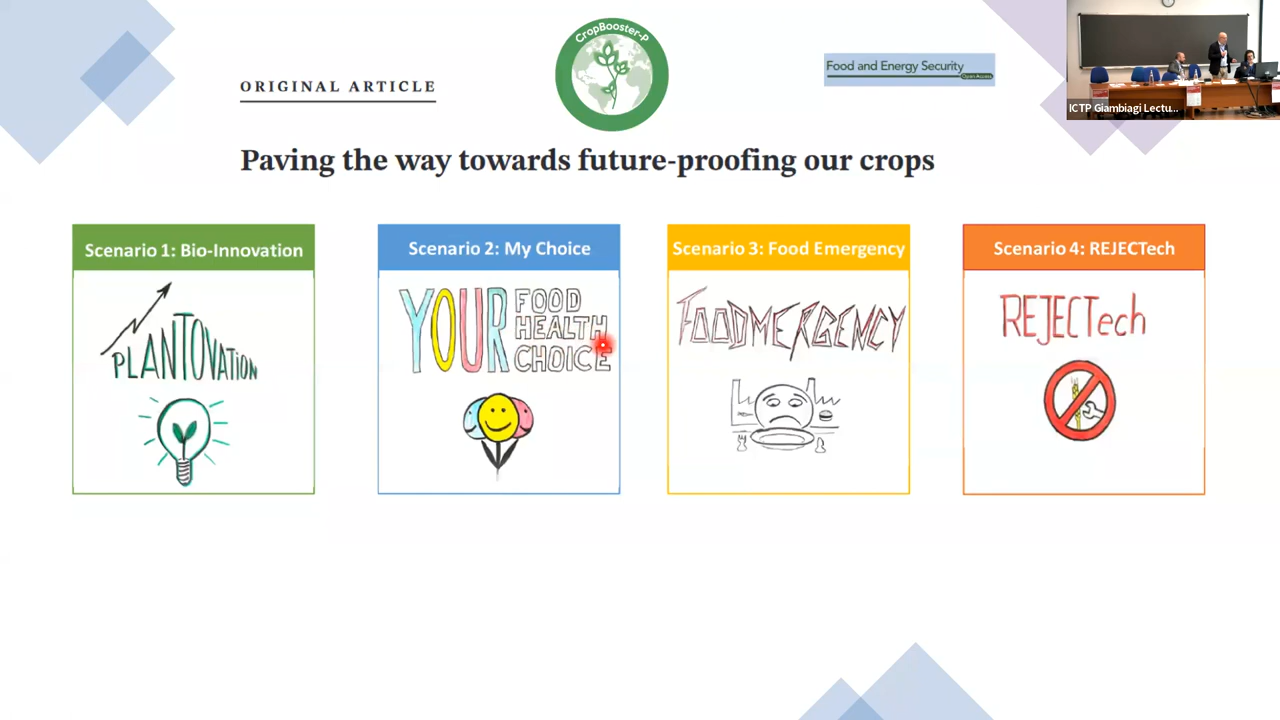 CropBooster-P
ORIGINAL ARTICLE
Food and Energy Security
Open Access
ICTP Giambiagi Lectu...
Paving the way towards future-proofing our crops
Scenario 1: Bio-Innovation
PLANTOVATION
Scenario 2: My Choice
YOUR FOOD
HEALTH
CHOICE
Scenario 3: Food Emergency
FOODMERGENCY
Scenario 4: REJECTech
REJECTech